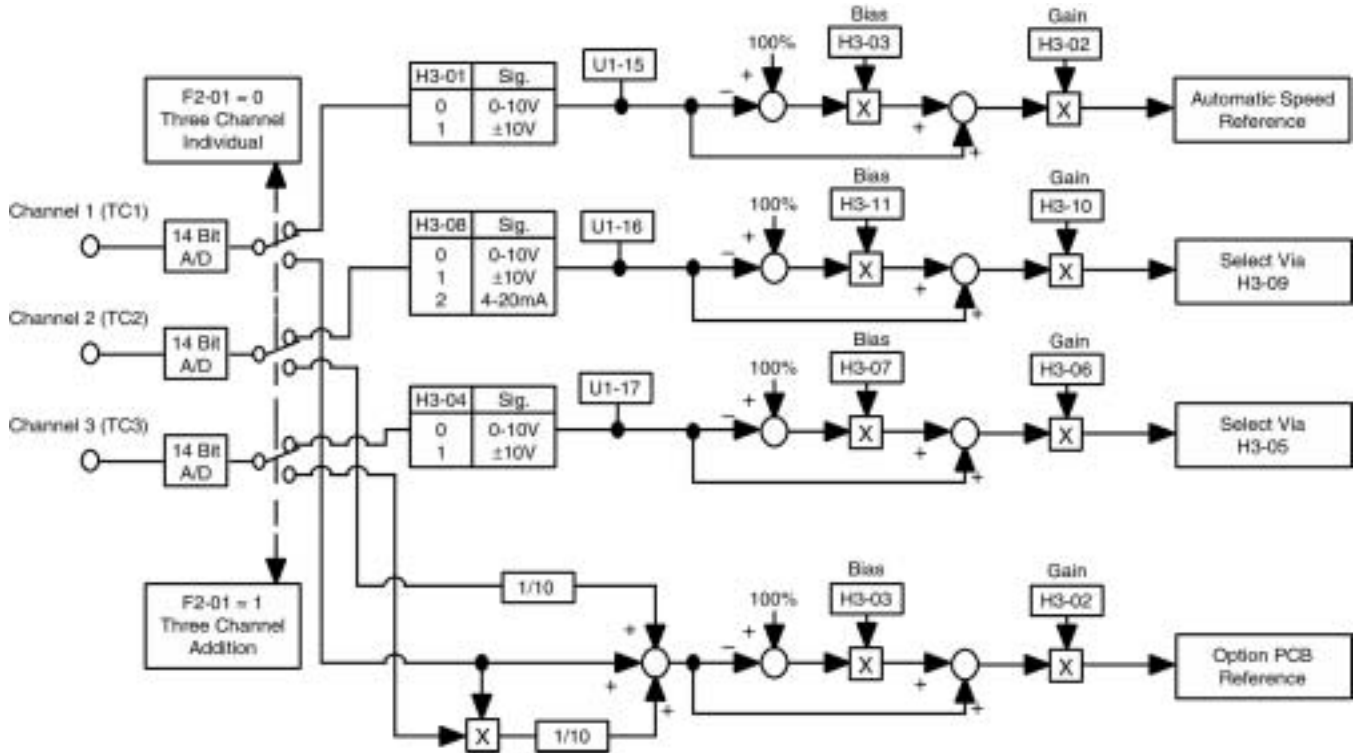 Bias
Gain
100%
H3-03
H3-02
F2-01 = 0
Three Channel
Individual
H3-01 Sig.
0 0-10V
1 ±10V
U1-15
+
−
X
+
+
X
Automatic Speed
Reference
Channel 1 (TC1)
14 Bit
A/D
H3-08 Sig.
0 0-10V
1 ±10V
2 4-20mA
U1-16
100%
Bias
H3-11
Gain
H3-10
+
−
X
+
+
X
Select Via
H3-09
Channel 2 (TC2)
14 Bit
A/D
Channel 3 (TC3)
14 Bit
A/D
H3-04 Sig.
0 0-10V
1 ±10V
U1-17
100%
Bias
H3-07
Gain
H3-06
+
−
X
+
+
X
Select Via
H3-05
F2-01 = 1
Three Channel
Addition
1/10
X
1/10
+
+
+
100%
Bias
H3-03
Gain
H3-02
+
−
X
+
+
X
Option PCB
Reference